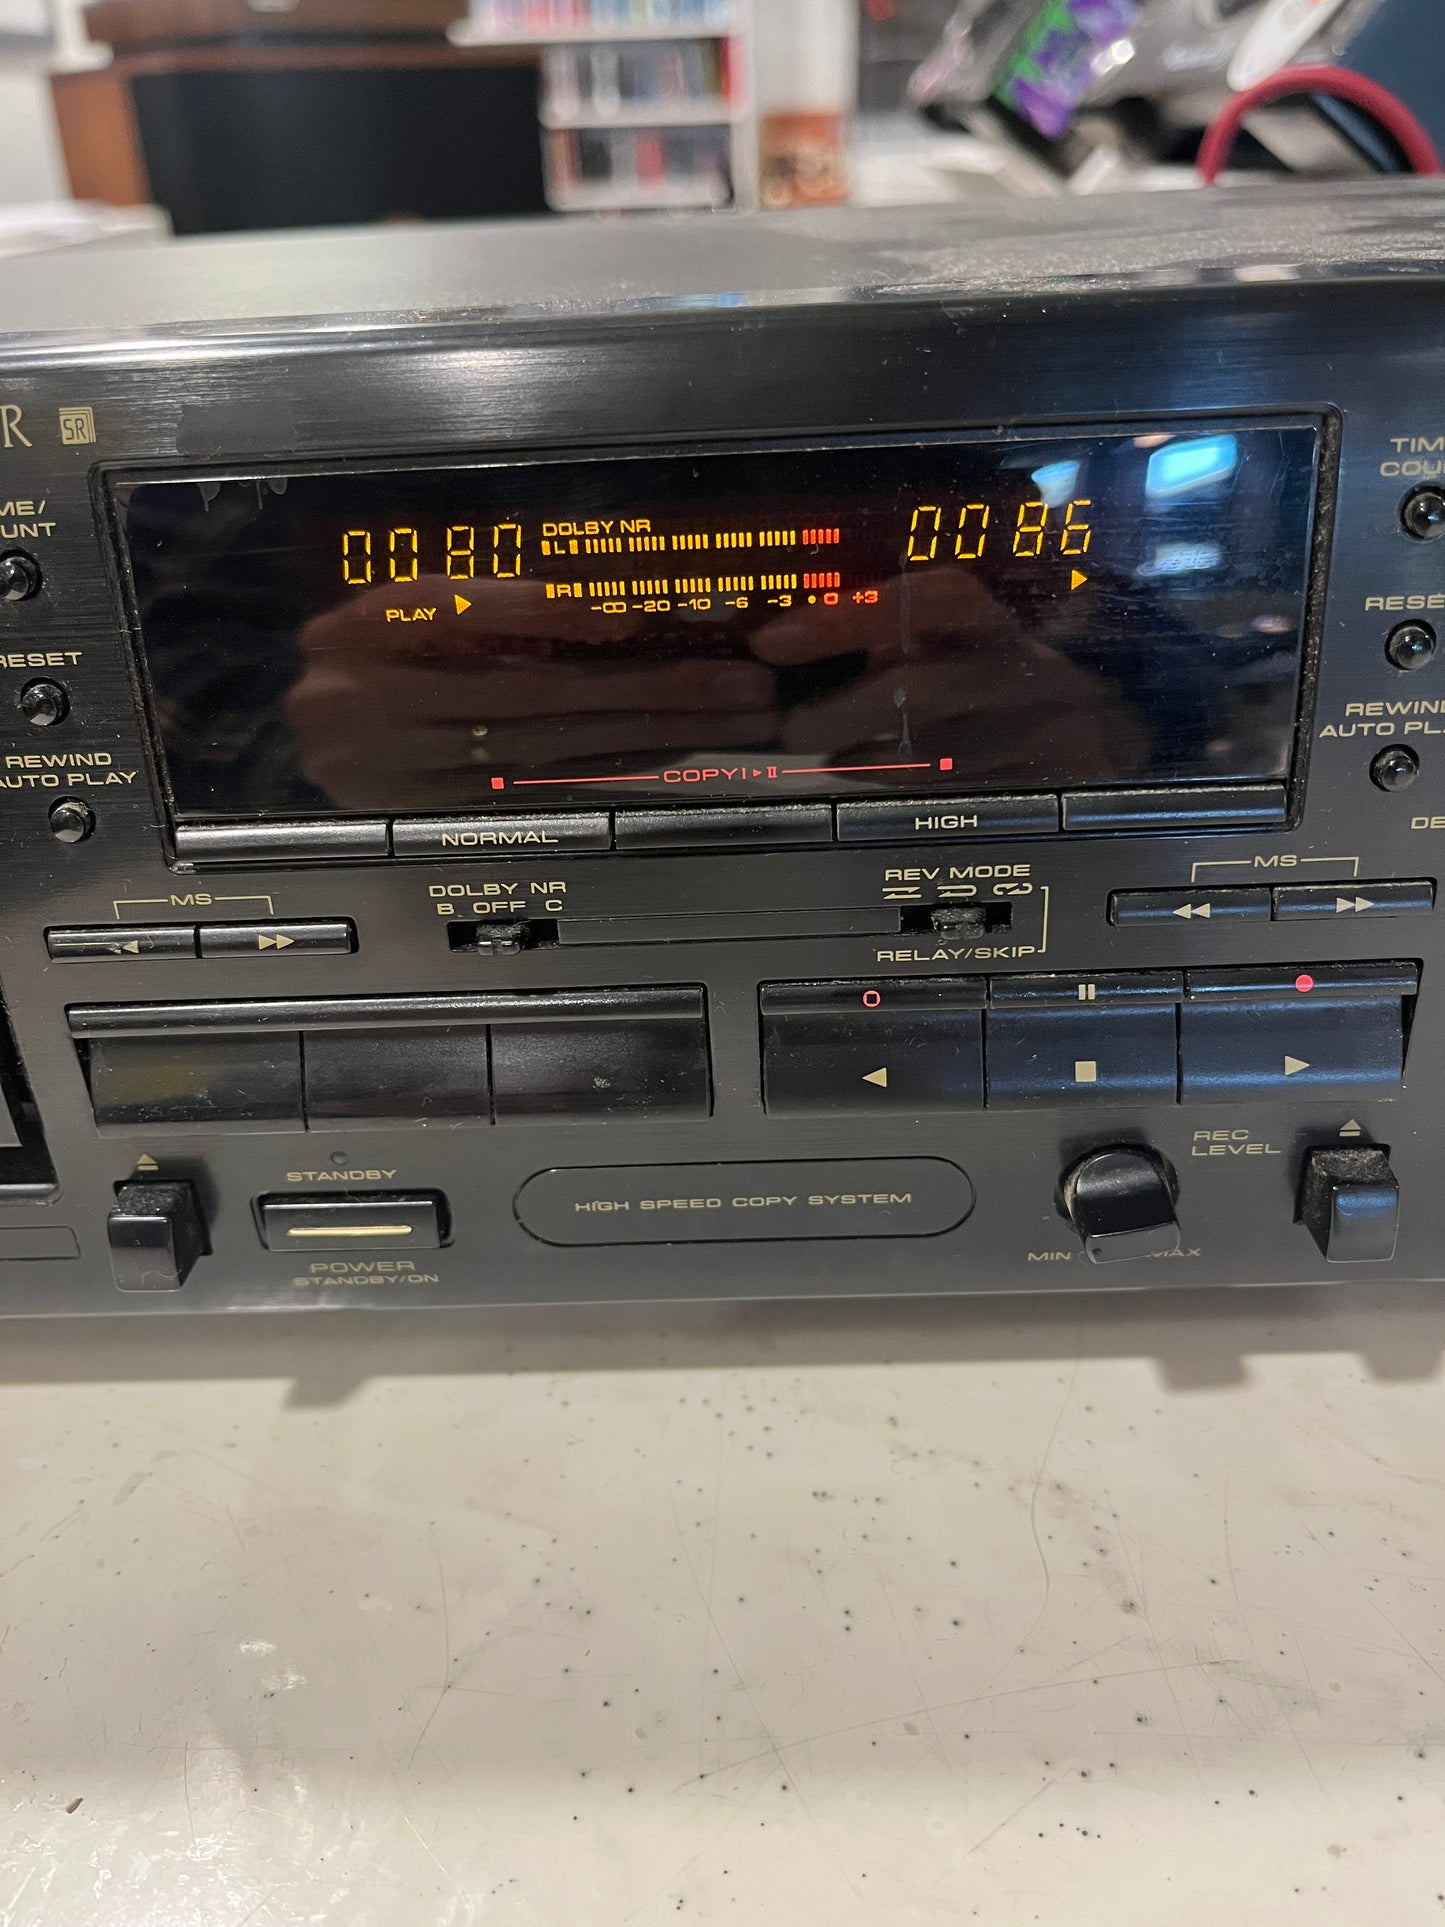 R SR
ME/
UNT
RESET
REWIND
AUTO PLAY
MS
0080
PLAY
DOLBY NR
L
R
-∞ -20 -10 -6 -3 • 0 +3
0086
COPY I ▸ II
NORMAL
HIGH
DOLBY NR
B OFF C
REV MODE
RELAY/SKIP
TIM
COU
RESE
REWIN
AUTO PL
DE
MS
STANDBY
POWER
STANDBY/ON
HIGH SPEED COPY SYSTEM
REC
LEVEL
MIN MAX